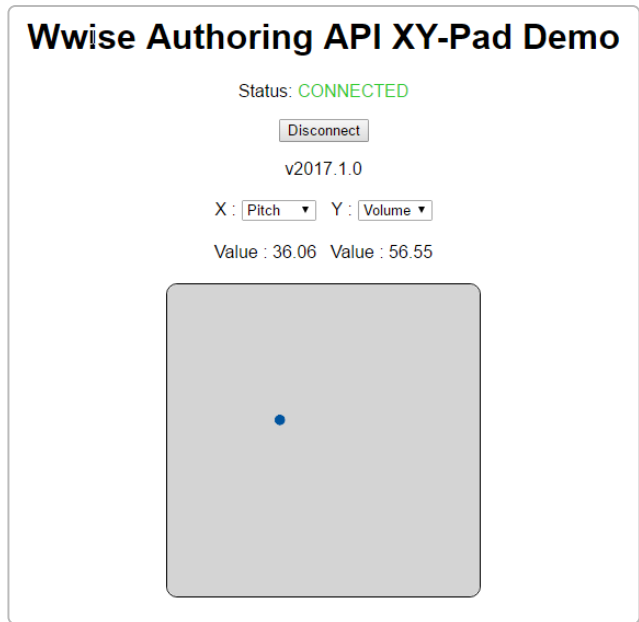 Wwise Authoring API XY-Pad Demo
Status: CONNECTED
Disconnect
v2017.1.0
X : Pitch Y : Volume
Value : 36.06 Value : 56.55